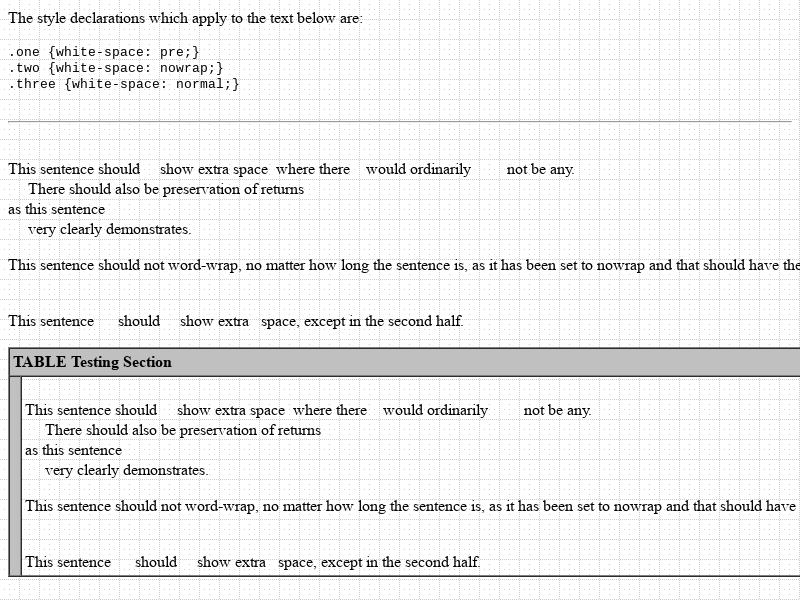 The style declarations which apply to the text below are:
.one {white-space: pre;}
.two {white-space: nowrap;}
.three {white-space: normal;}
This sentence should     show extra space  where there    would ordinarily         not be any.
     There should also be preservation of returns
as this sentence
     very clearly demonstrates.
This sentence should not word-wrap, no matter how long the sentence is, as it has been set to nowrap and that should have the
This sentence      should     show extra   space, except in the second half.
TABLE Testing Section
This sentence should     show extra space  where there    would ordinarily         not be any.
     There should also be preservation of returns
as this sentence
     very clearly demonstrates.
This sentence should not word-wrap, no matter how long the sentence is, as it has been set to nowrap and that should have
This sentence      should     show extra   space, except in the second half.